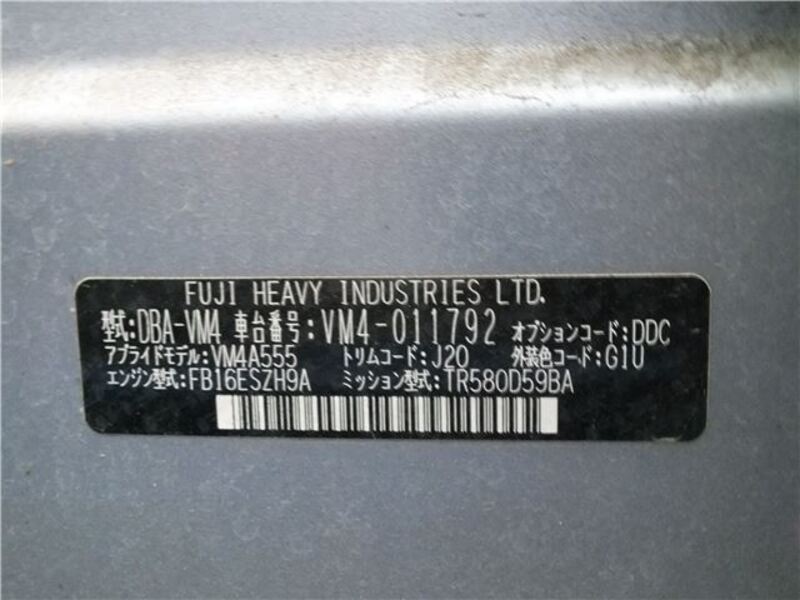 FUJI HEAVY INDUSTRIES LTD.
型式:DBA-VM4 車台番号:VM4-011792 オプションコード:DDC
アプライドモデル:VM4A555 トリムコード:J20 外装色コード:G1U
エンジン型式:FB16ESZH9A ミッション型式:TR580D59BA